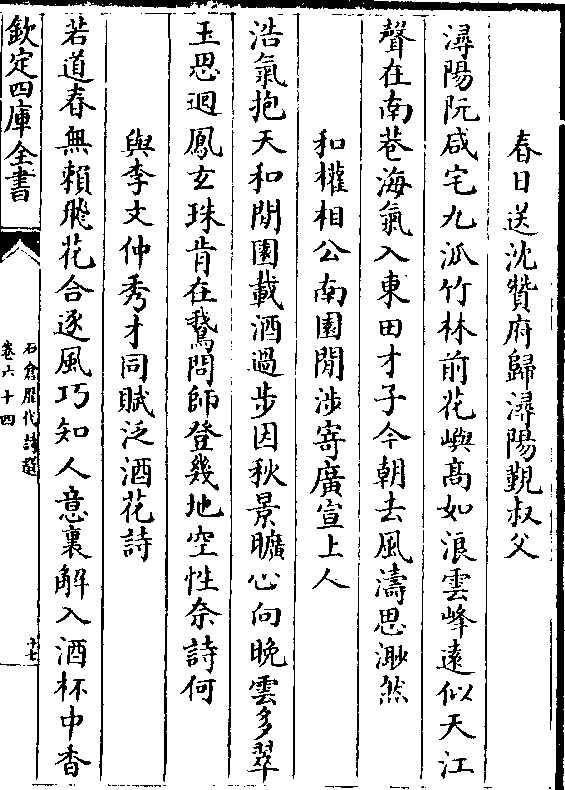 春日送沈贊府歸潯陽覲叔父
潯陽阮咸宅九派竹林前花嶼髙如浪雲峰遠似天江
聲在南巷海氣入東田才子今朝去風濤思渺然
和權相公南園閒涉寄廣宣上人
浩氣抱天和閒園載酒過步因秋景曠心向晚雲多翠
玉思迴鳳玄珠肯在鵞問師登幾地空性奈詩何
與李文仲秀才同賦泛酒花詩
若道春無賴飛花合逐風巧知人意裏解入酒杯中香
欽定四庫全書
石倉歴代詩選
卷六十四
廿七